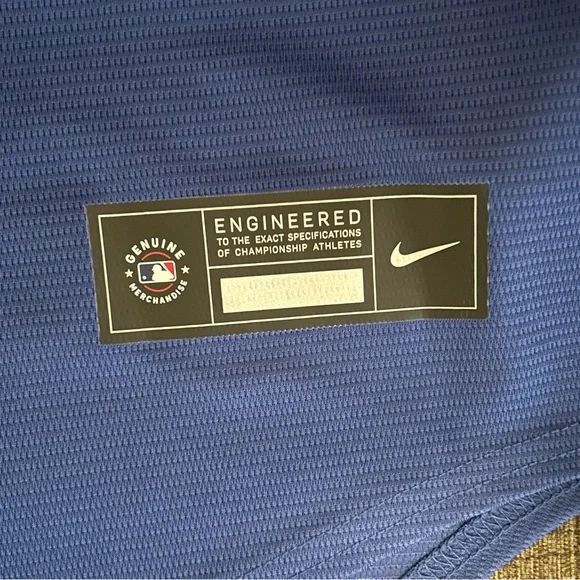 GENUINE
MERCHANDISE
ENGINEERED
TO THE EXACT SPECIFICATIONS
OF CHAMPIONSHIP ATHLETES